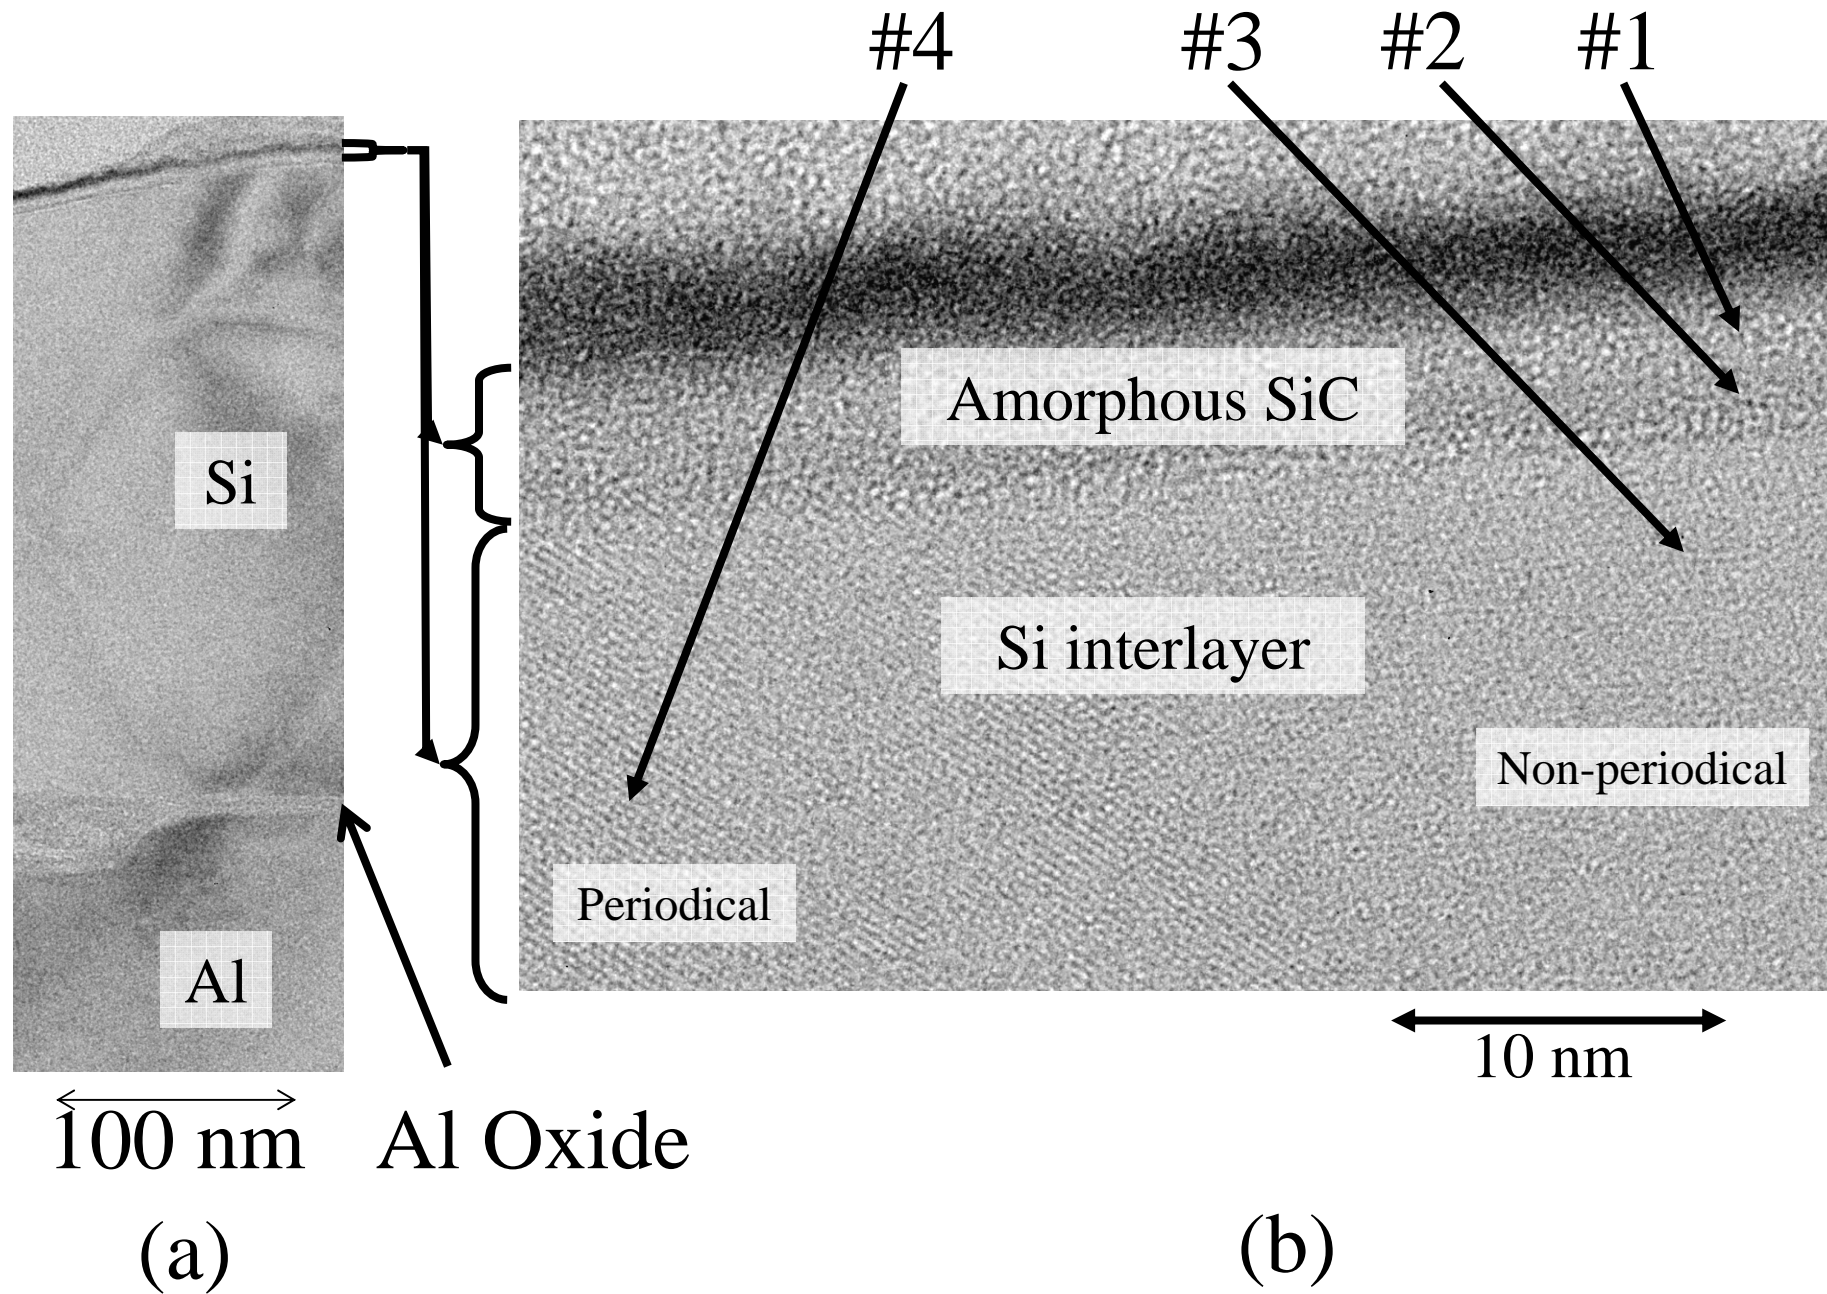 #4 #3 #2 #1
Amorphous SiC
Si
Si interlayer
Non-periodical
Periodical
Al
10 nm
100 nm Al Oxide
(a) (b)